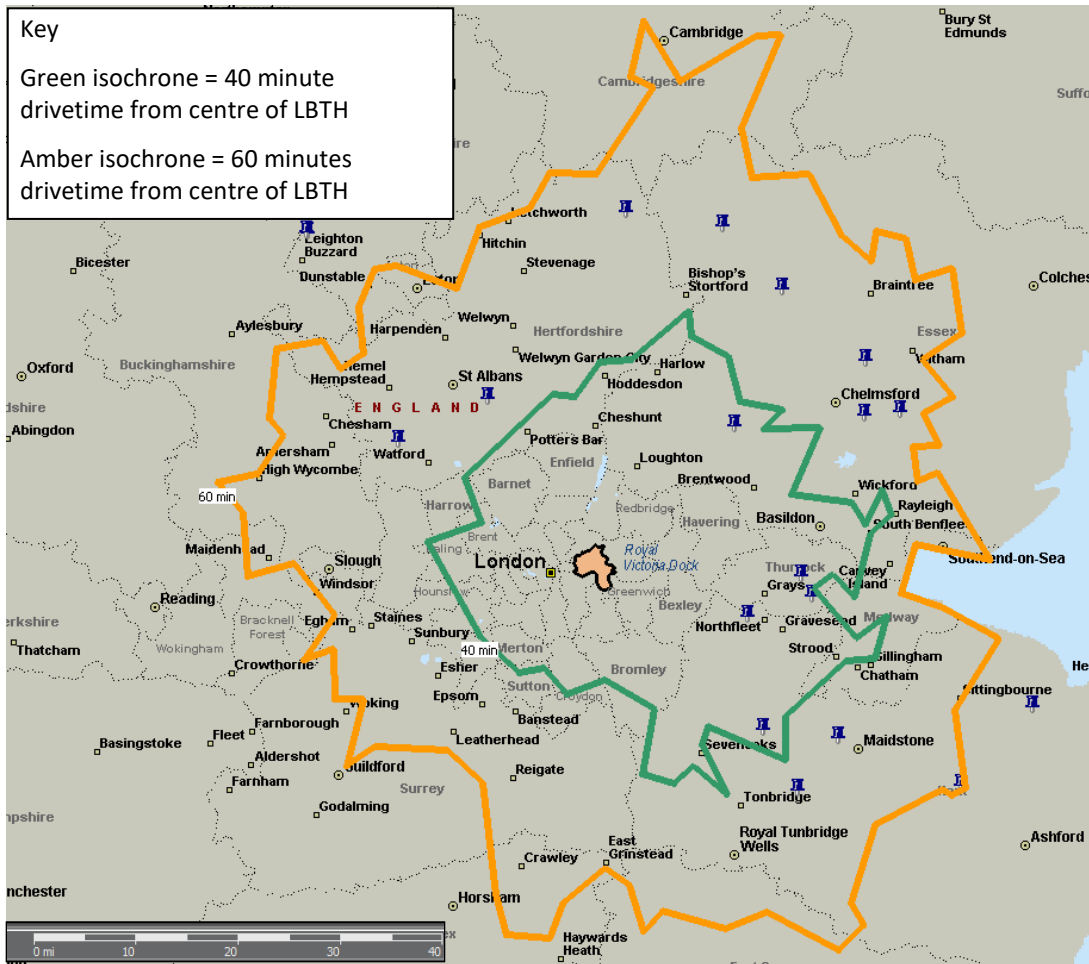 Key
Green isochrone = 40 minute
drivetime from centre of LBTH
Amber isochrone = 60 minutes
drivetime from centre of LBTH
Cambridge
Bury St
Edmunds
Cambridgeshire
Hitchin
Stevenage
Leighton
Buzzard
Dunstable
Bicester
Bishop's
Stortford
Braintree
Colches
Welwyn
Harpenden
Hertfordshire
Essex
Aylesbury
Buckinghamshire
Welwyn Garden City
Harlow
Oxford
Hempstead
St Albans
Hoddesdon
Chelmsford
ENGLAND
Chesham
Cheshunt
Abingdon
Amersham
Watford
Potters Bar
Enfield
Loughton
High Wycombe
Barnet
Brentwood
Wickford
60 min
Harrow
Redbridge
Havering
Rayleigh
Basildon
South Benflee
Brent
Maidenhead
Slough
London
Royal
Victoria Dock
Southend-on-Sea
Windsor
Canvey
Island
Grays
Reading
Greenwich
Bexley
Medway
Bracknell
Forest
Egham
Staines
Northfleet
Gravesend
Wokingham
Sunbury
40 min
Merton
Bromley
Strood
Gillingham
Thatcham
Crowthorne
Esher
Sutton
Croydon
Chatham
Sittingbourne
He
Epsom
Woking
Banstead
Farnborough
Fleet
Leatherhead
Sevenoaks
Maidstone
Basingstoke
Aldershot
Guildford
Reigate
Farnham
Surrey
Kent
Godalming
Tonbridge
East
Grinstead
Royal Tunbridge
Wells
Ashford
Crawley
Horsham
Haywards
Heath
0 mi 10 20 30 40